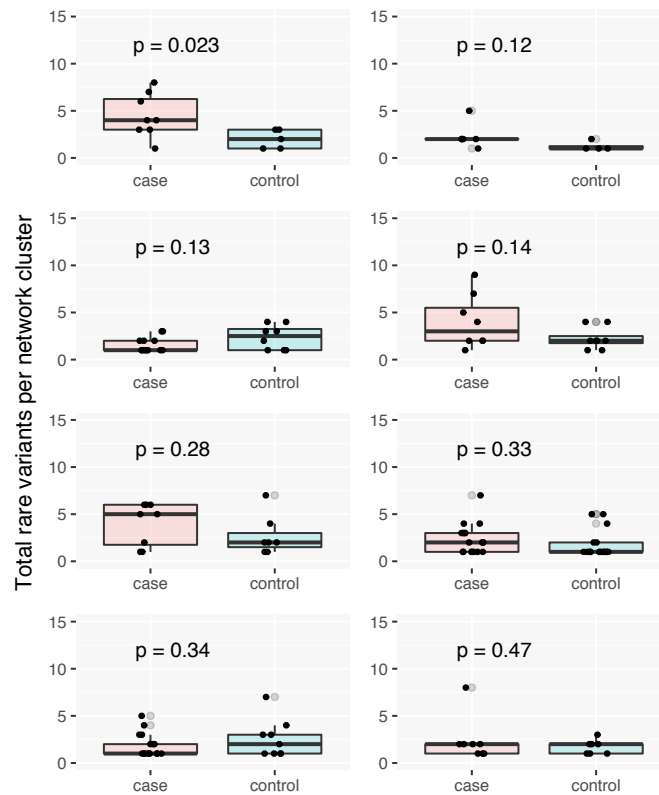 Total rare variants per network cluster
15
10
5
0
p = 0.023
case
control
15
10
5
0
p = 0.12
case
control
15
10
5
0
p = 0.13
case
control
15
10
5
0
p = 0.14
case
control
15
10
5
0
p = 0.28
case
control
15
10
5
0
p = 0.33
case
control
15
10
5
0
p = 0.34
case
control
15
10
5
0
p = 0.47
case
control